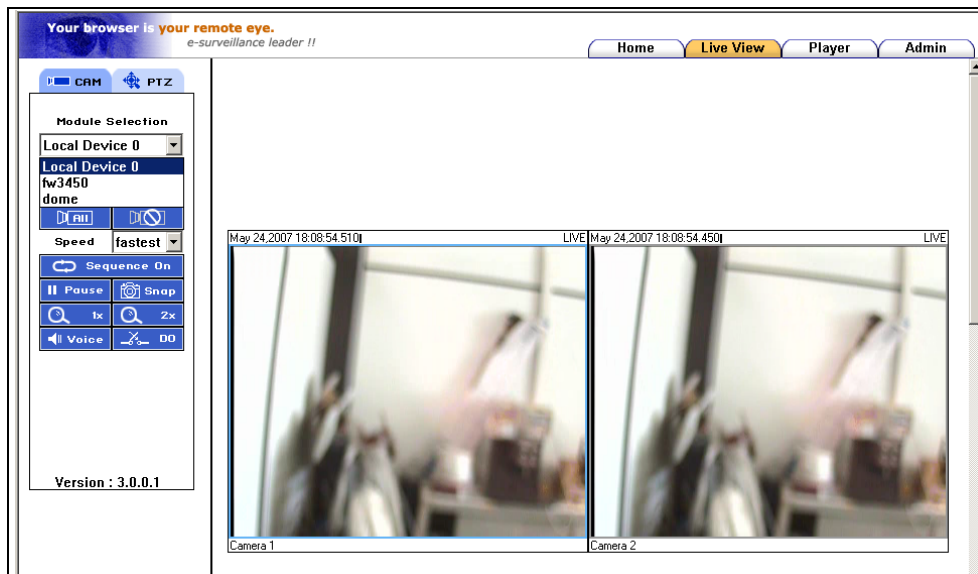 Your browser is your remote eye.
e-surveillance leader !!
Home Live View Player Admin
CAM PTZ
Module Selection
Local Device 0
Local Device 0
fw3450
dome
All
Speed fastest
Sequence On
Pause Snap
1x 2x
Voice DO
Version : 3.0.0.1
May 24,2007 18:08:54.510 LIVE
May 24,2007 18:08:54.450 LIVE
Camera 1
Camera 2